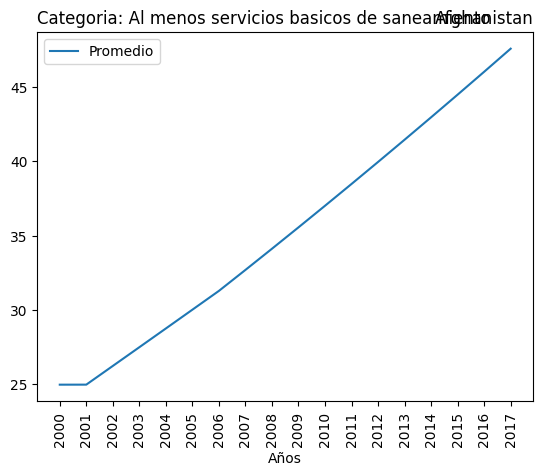 Categoria: Al menos servicios basicos de saneamiento
Afghanistan
Promedio
45
40
35
30
25
2000 2001 2002 2003 2004 2005 2006 2007 2008 2009 2010 2011 2012 2013 2014 2015 2016 2017
Años